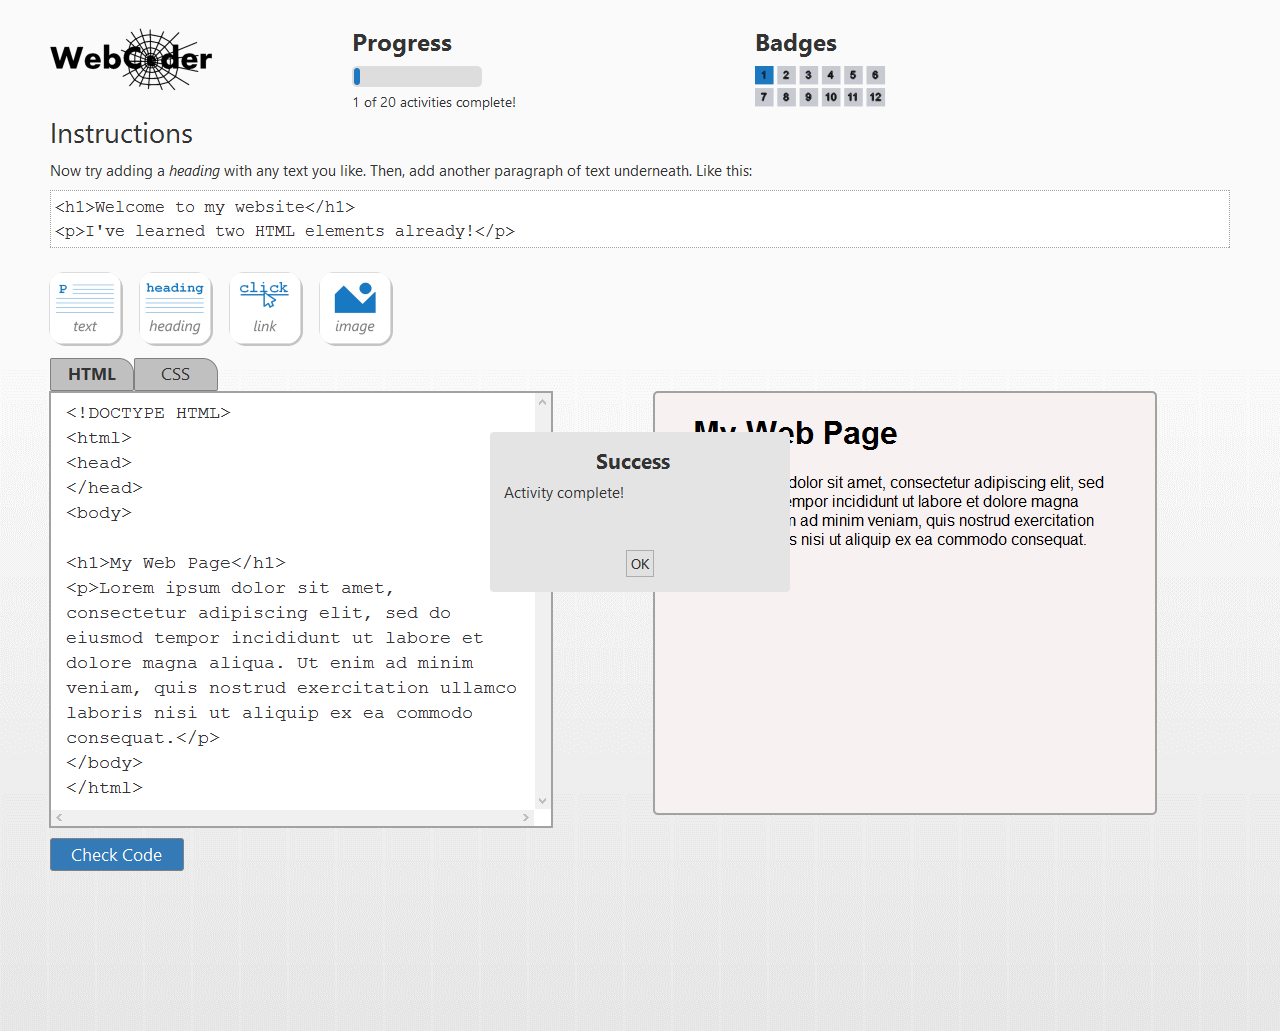 WebCoder
Progress
1 of 20 activities complete!
Badges
1 2 3 4 5 6
7 8 9 10 11 12
Instructions
Now try adding a heading with any text you like. Then, add another paragraph of text underneath. Like this:
<h1>Welcome to my website</h1>
<p>I've learned two HTML elements already!</p>
P
text
heading
heading
click
link
image
HTML
CSS
<!DOCTYPE HTML>
<html>
<head>
</head>
<body>
<h1>My Web Page</h1>
<p>Lorem ipsum dolor sit amet,
consectetur adipiscing elit, sed do
eiusmod tempor incididunt ut labore et
dolore magna aliqua. Ut enim ad minim
veniam, quis nostrud exercitation ullamco
laboris nisi ut aliquip ex ea commodo
consequat.</p>
</body>
</html>
Check Code
Success
Activity complete!
OK
My Web Page
dolor sit amet, consectetur adipiscing elit, sed
incididunt ut labore et dolore magna
ad minim veniam, quis nostrud exercitation
nisi ut aliquip ex ea commodo consequat.